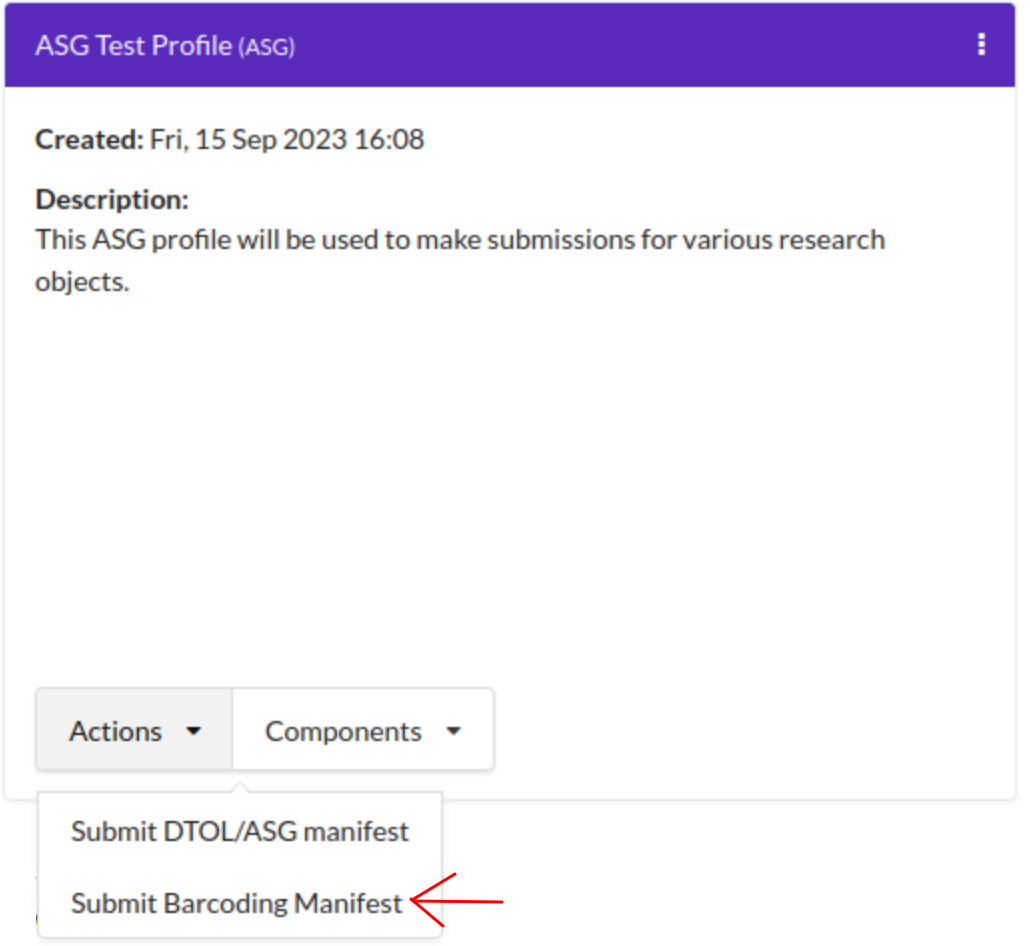 ASG Test Profile (ASG)
Created: Fri, 15 Sep 2023 16:08
Description:
This ASG profile will be used to make submissions for various research
objects.
Actions
Components
Submit DTOL/ASG manifest
Submit Barcoding Manifest